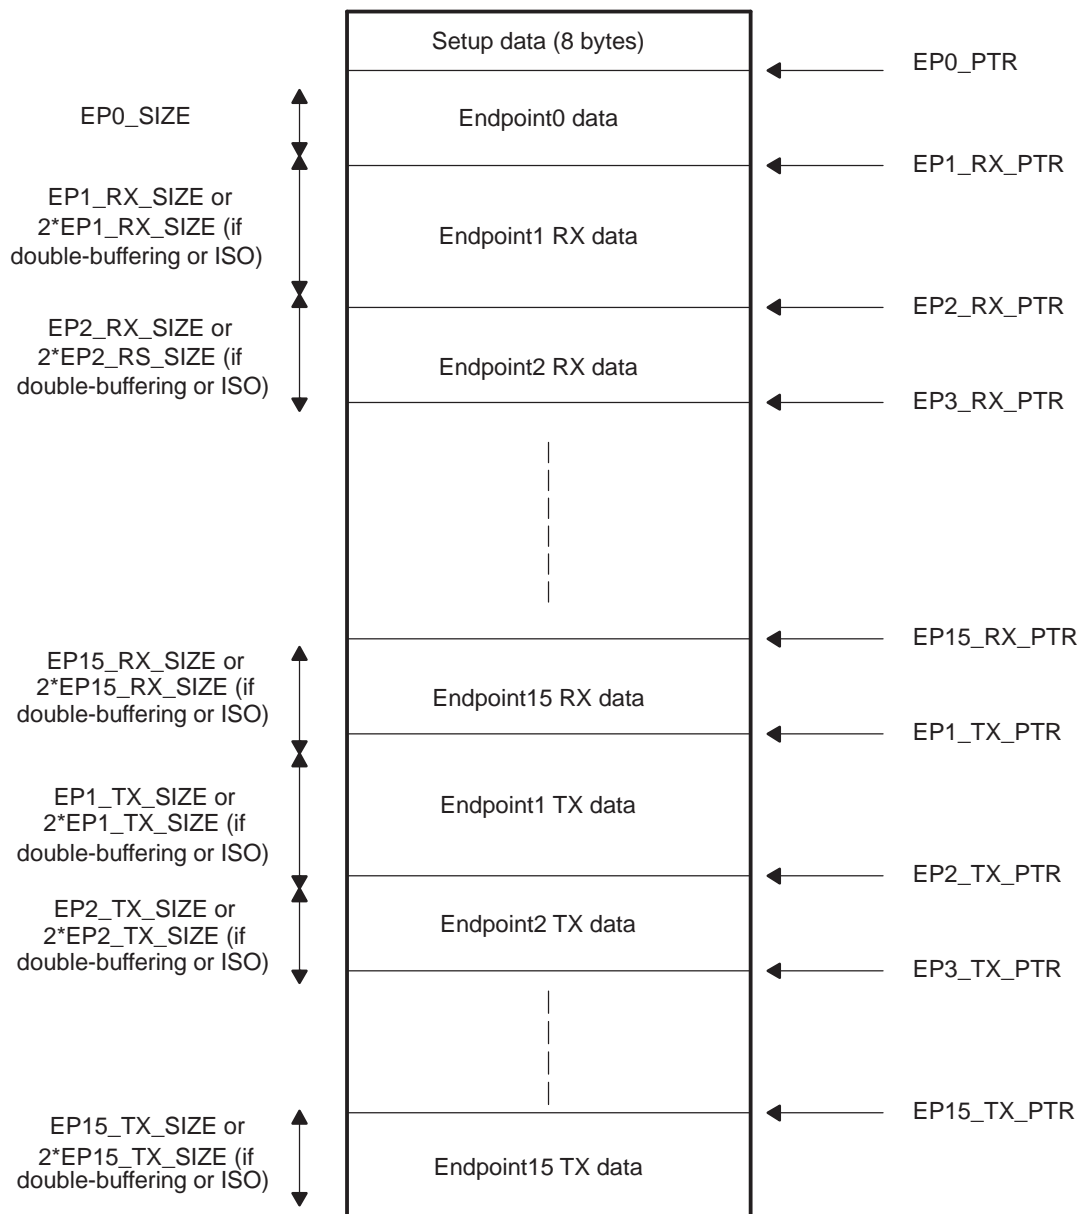 Setup data (8 bytes)
EP0_PTR
EP0_SIZE
Endpoint0 data
EP1_RX_PTR
EP1_RX_SIZE or
2*EP1_RX_SIZE (if
double-buffering or ISO)
Endpoint1 RX data
EP2_RX_PTR
EP2_RX_SIZE or
2*EP2_RS_SIZE (if
double-buffering or ISO)
Endpoint2 RX data
EP3_RX_PTR
EP15_RX_PTR
EP15_RX_SIZE or
2*EP15_RX_SIZE (if
double-buffering or ISO)
Endpoint15 RX data
EP1_TX_PTR
EP1_TX_SIZE or
2*EP1_TX_SIZE (if
double-buffering or ISO)
Endpoint1 TX data
EP2_TX_PTR
EP2_TX_SIZE or
2*EP2_TX_SIZE (if
double-buffering or ISO)
Endpoint2 TX data
EP3_TX_PTR
EP15_TX_PTR
EP15_TX_SIZE or
2*EP15_TX_SIZE (if
double-buffering or ISO)
Endpoint15 TX data